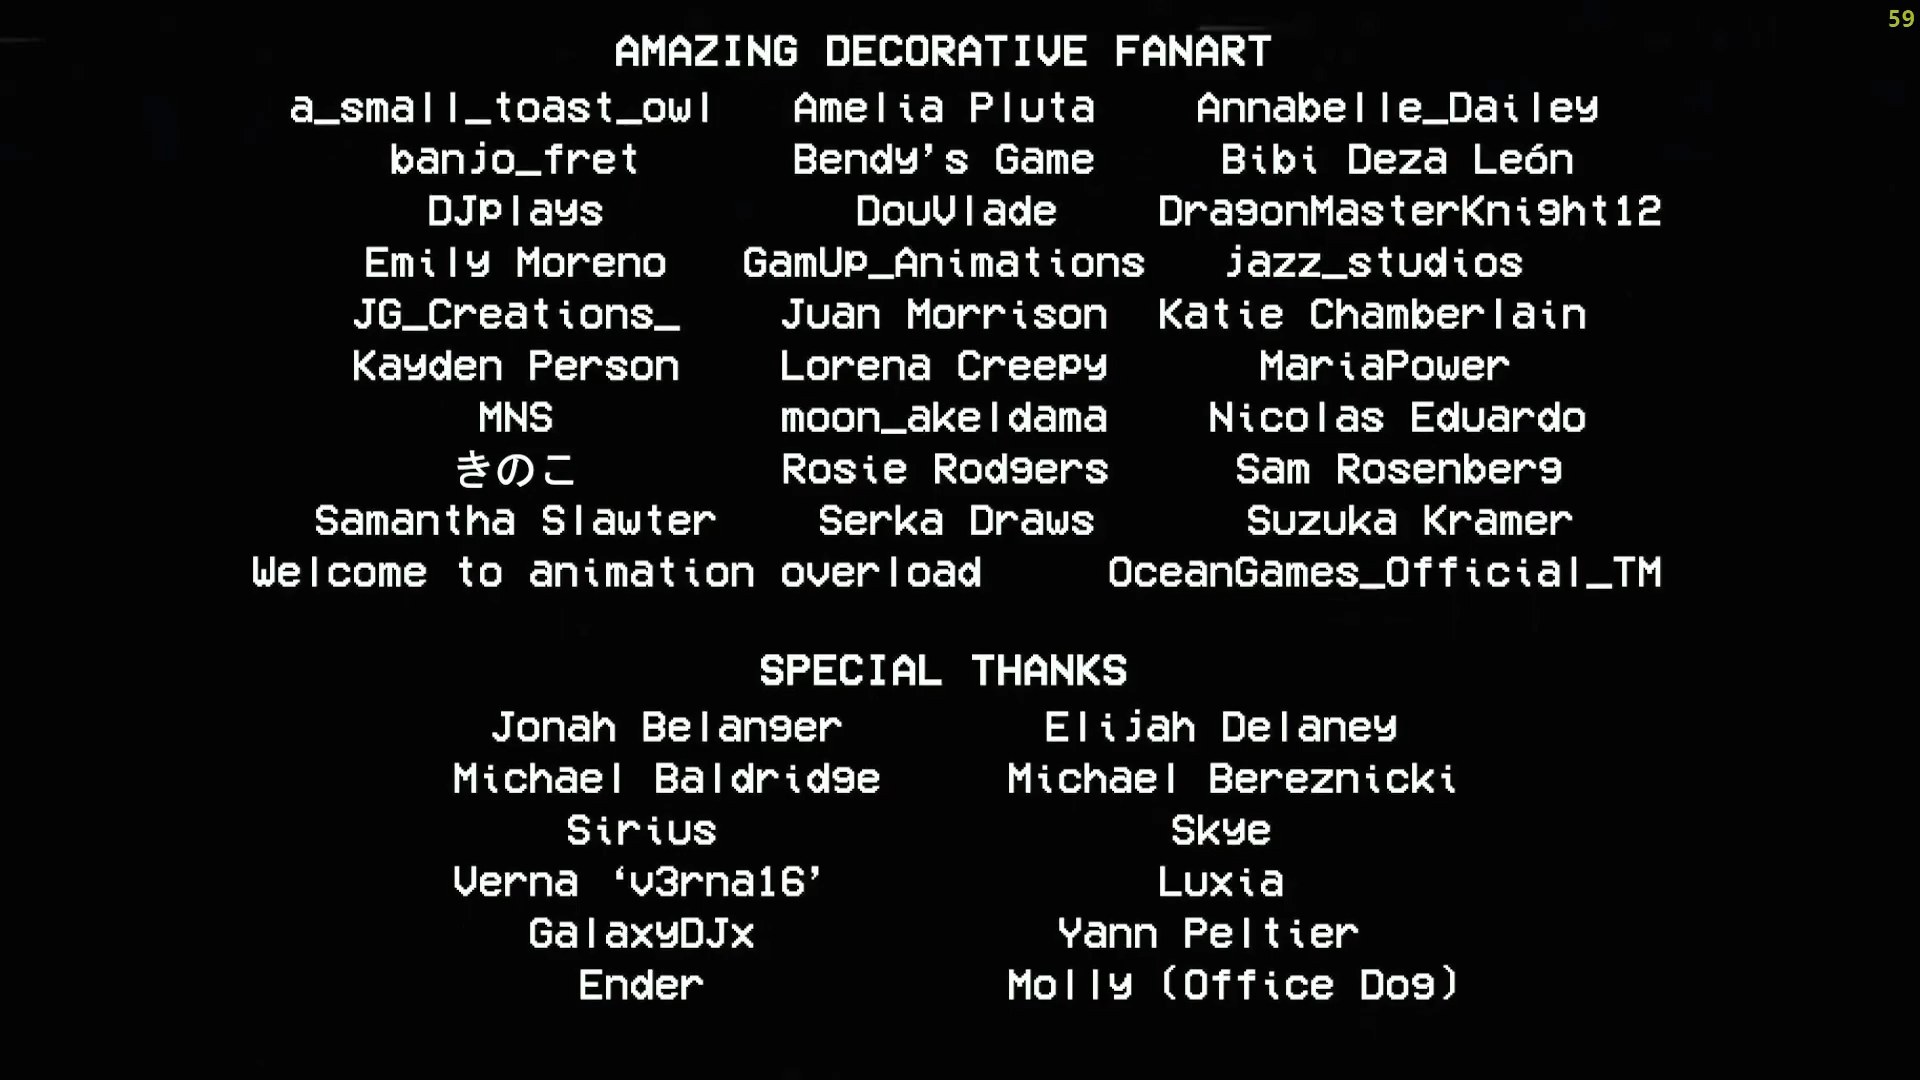 59
AMAZING DECORATIVE FANART
a_small_toast_owl Amelia Pluta Annabelle_Dailey
banjo_fret Bendy’s Game Bibi Deza León
DJplays DouVlade DragonMasterKnight12
Emily Moreno GamUp_Animations jazz_studios
JG_Creations_ Juan Morrison Katie Chamberlain
Kayden Person Lorena Creepy MariaPower
MNS moon_akeldama Nicolas Eduardo
きのこ Rosie Rodgers Sam Rosenberg
Samantha Slawter Serka Draws Suzuka Kramer
Welcome to animation overload OceanGames_Official_TM
SPECIAL THANKS
Jonah Belanger Elijah Delaney
Michael Baldridge Michael Bereznicki
Sirius Skye
Verna ‘v3rna16’ Luxia
GalaxyDJx Yann Peltier
Ender Molly (Office Dog)